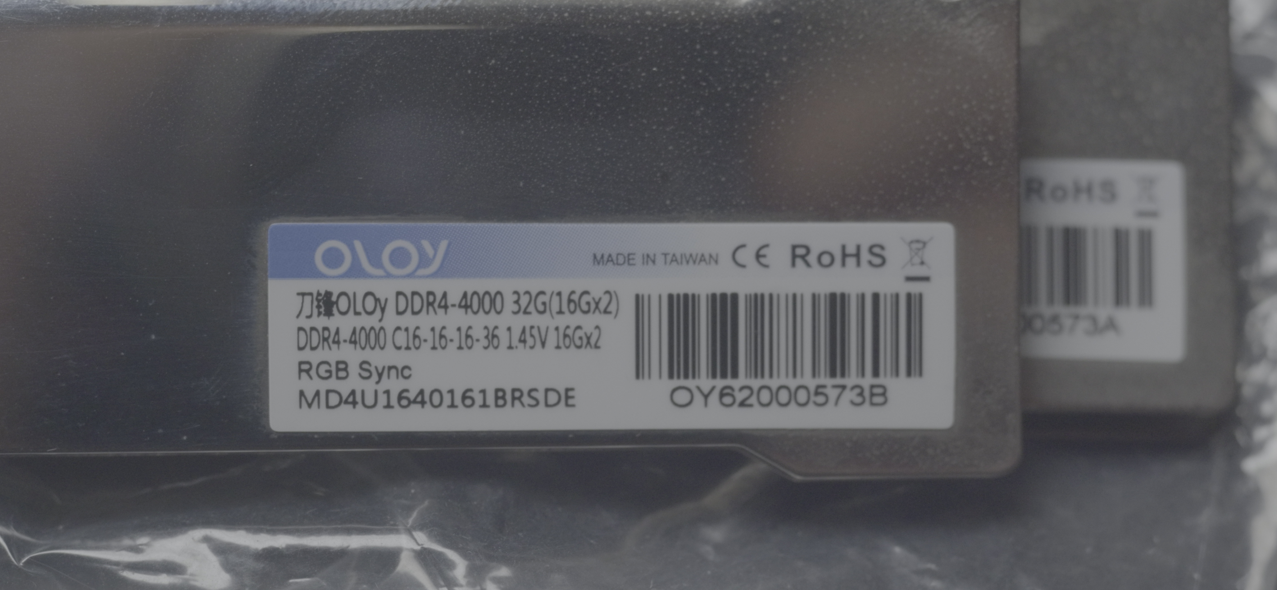 OLOy
MADE IN TAIWAN CE RoHS
刀锋OLOy DDR4-4000 32G(16Gx2)
DDR4-4000 C16-16-16-36 1.45V 16Gx2
RGB Sync
MD4U1640161BRSDE
OY62000573B
RoHS
00573A